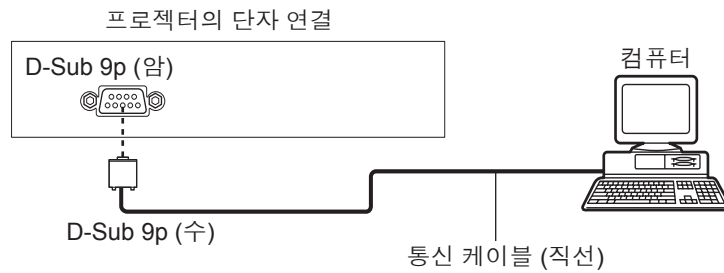 프로젝터의 단자 연결
D-Sub 9p (암)
컴퓨터
D-Sub 9p (수)
통신 케이블 (직선)